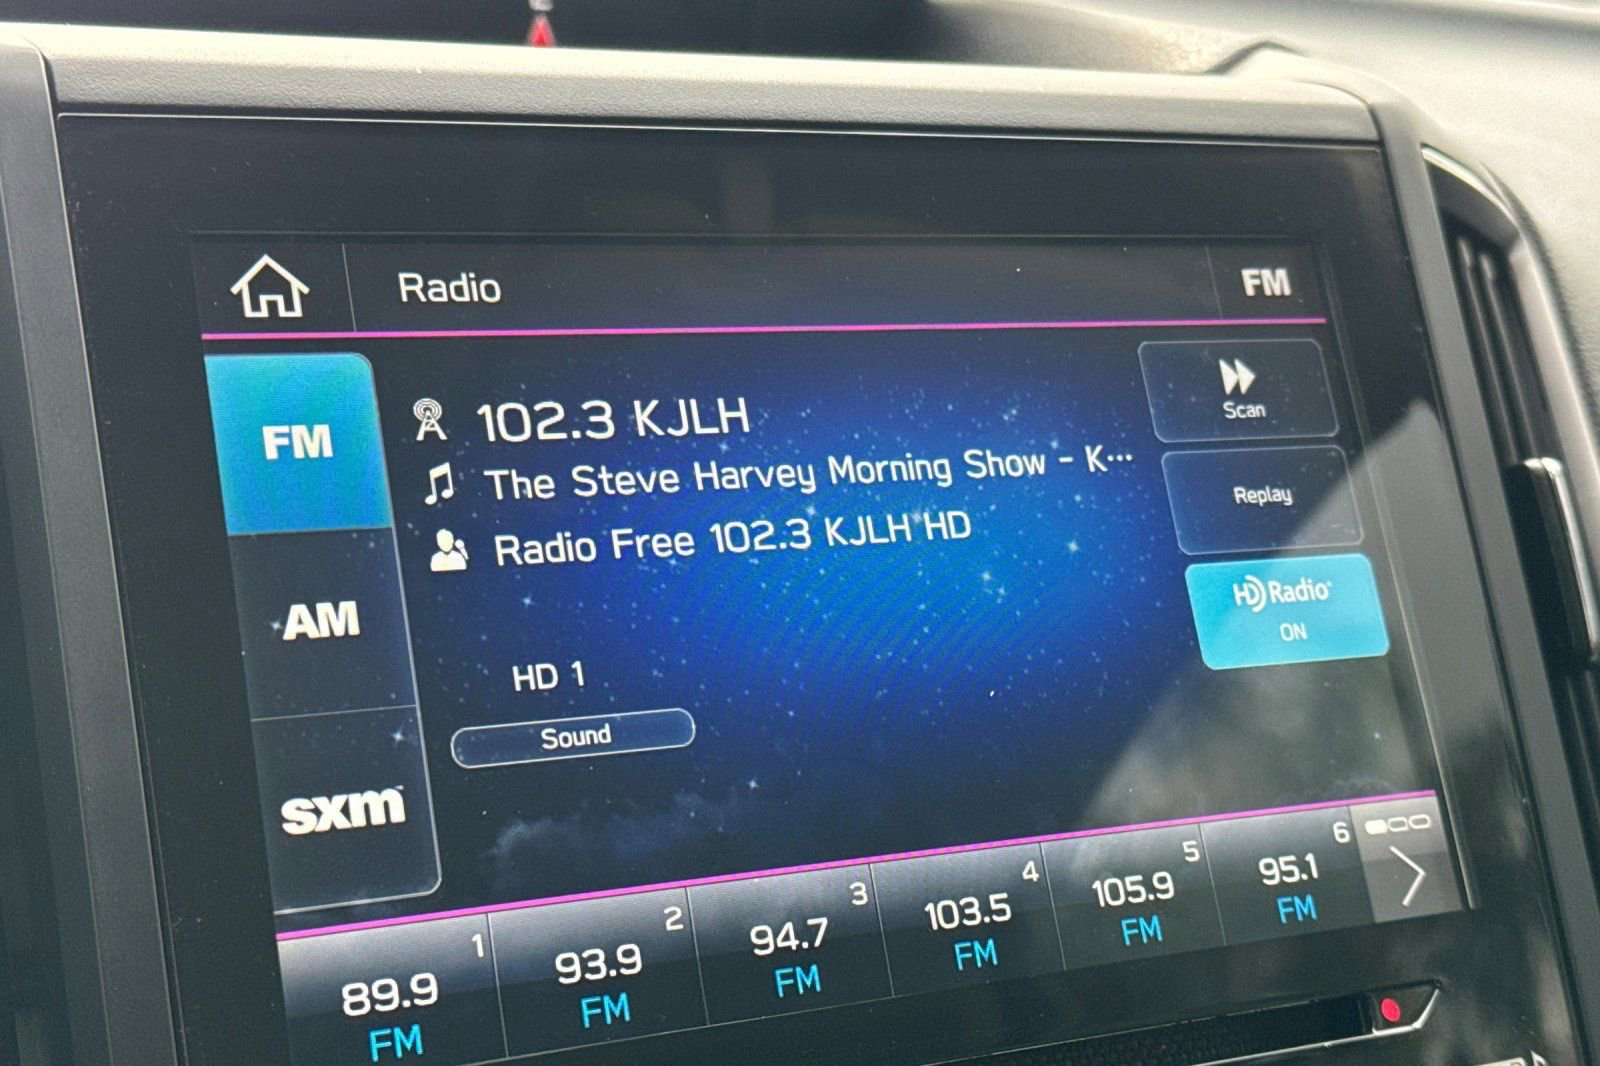 Radio
FM
FM
102.3 KJLH
Scan
The Steve Harvey Morning Show - K...
Replay
Radio Free 102.3 KJLH HD
HD Radio
ON
AM
HD 1
Sound
sxm
1
2
3
4
5
6
89.9
93.9
94.7
103.5
105.9
95.1
FM
FM
FM
FM
FM
FM